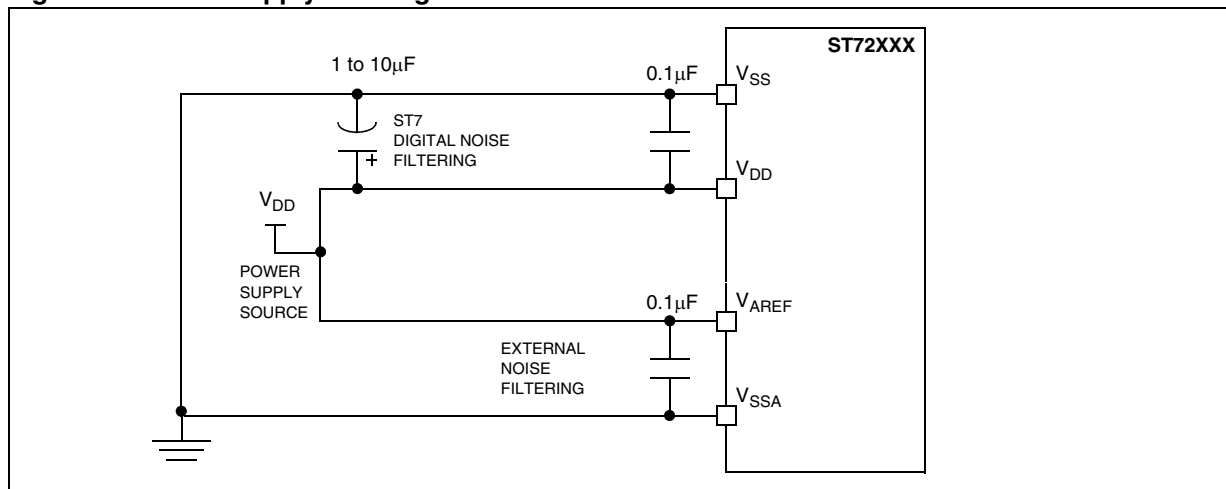 ST72XXX
1 to 10μF
0.1μF
VSS
ST7
DIGITAL NOISE
FILTERING
+
VDD
VDD
POWER
SUPPLY
SOURCE
0.1μF
VAREF
EXTERNAL
NOISE
FILTERING
VSSA